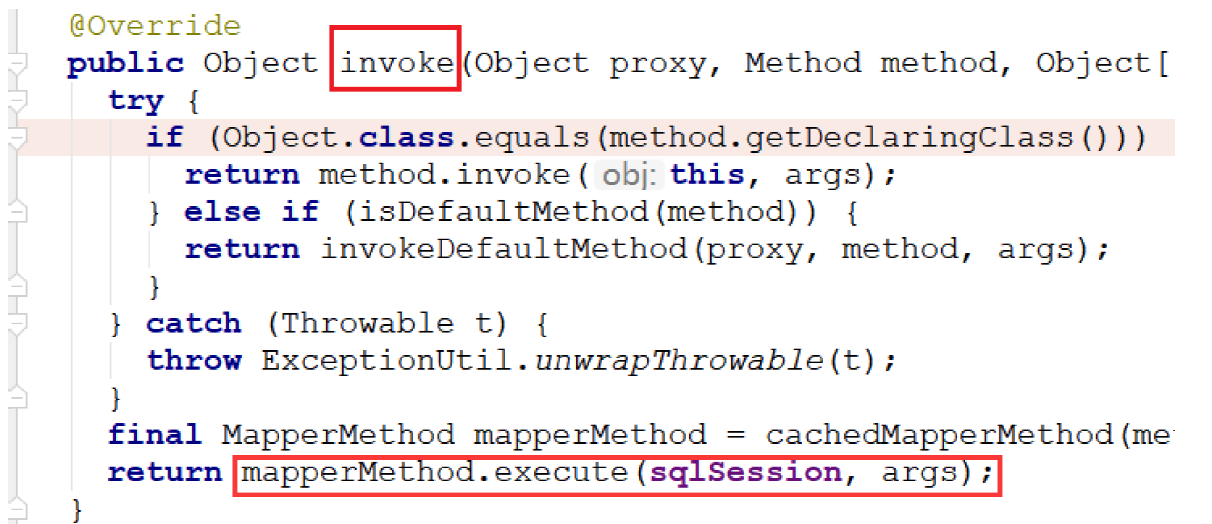 @Override
public Object invoke(Object proxy, Method method, Object[
try {
if (Object.class.equals(method.getDeclaringClass()))
return method.invoke( obj: this, args);
} else if (isDefaultMethod(method)) {
return invokeDefaultMethod(proxy, method, args);
}
} catch (Throwable t) {
throw ExceptionUtil.unwrapThrowable(t);
}
final MapperMethod mapperMethod = cachedMapperMethod(me
return mapperMethod.execute(sqlSession, args);
}